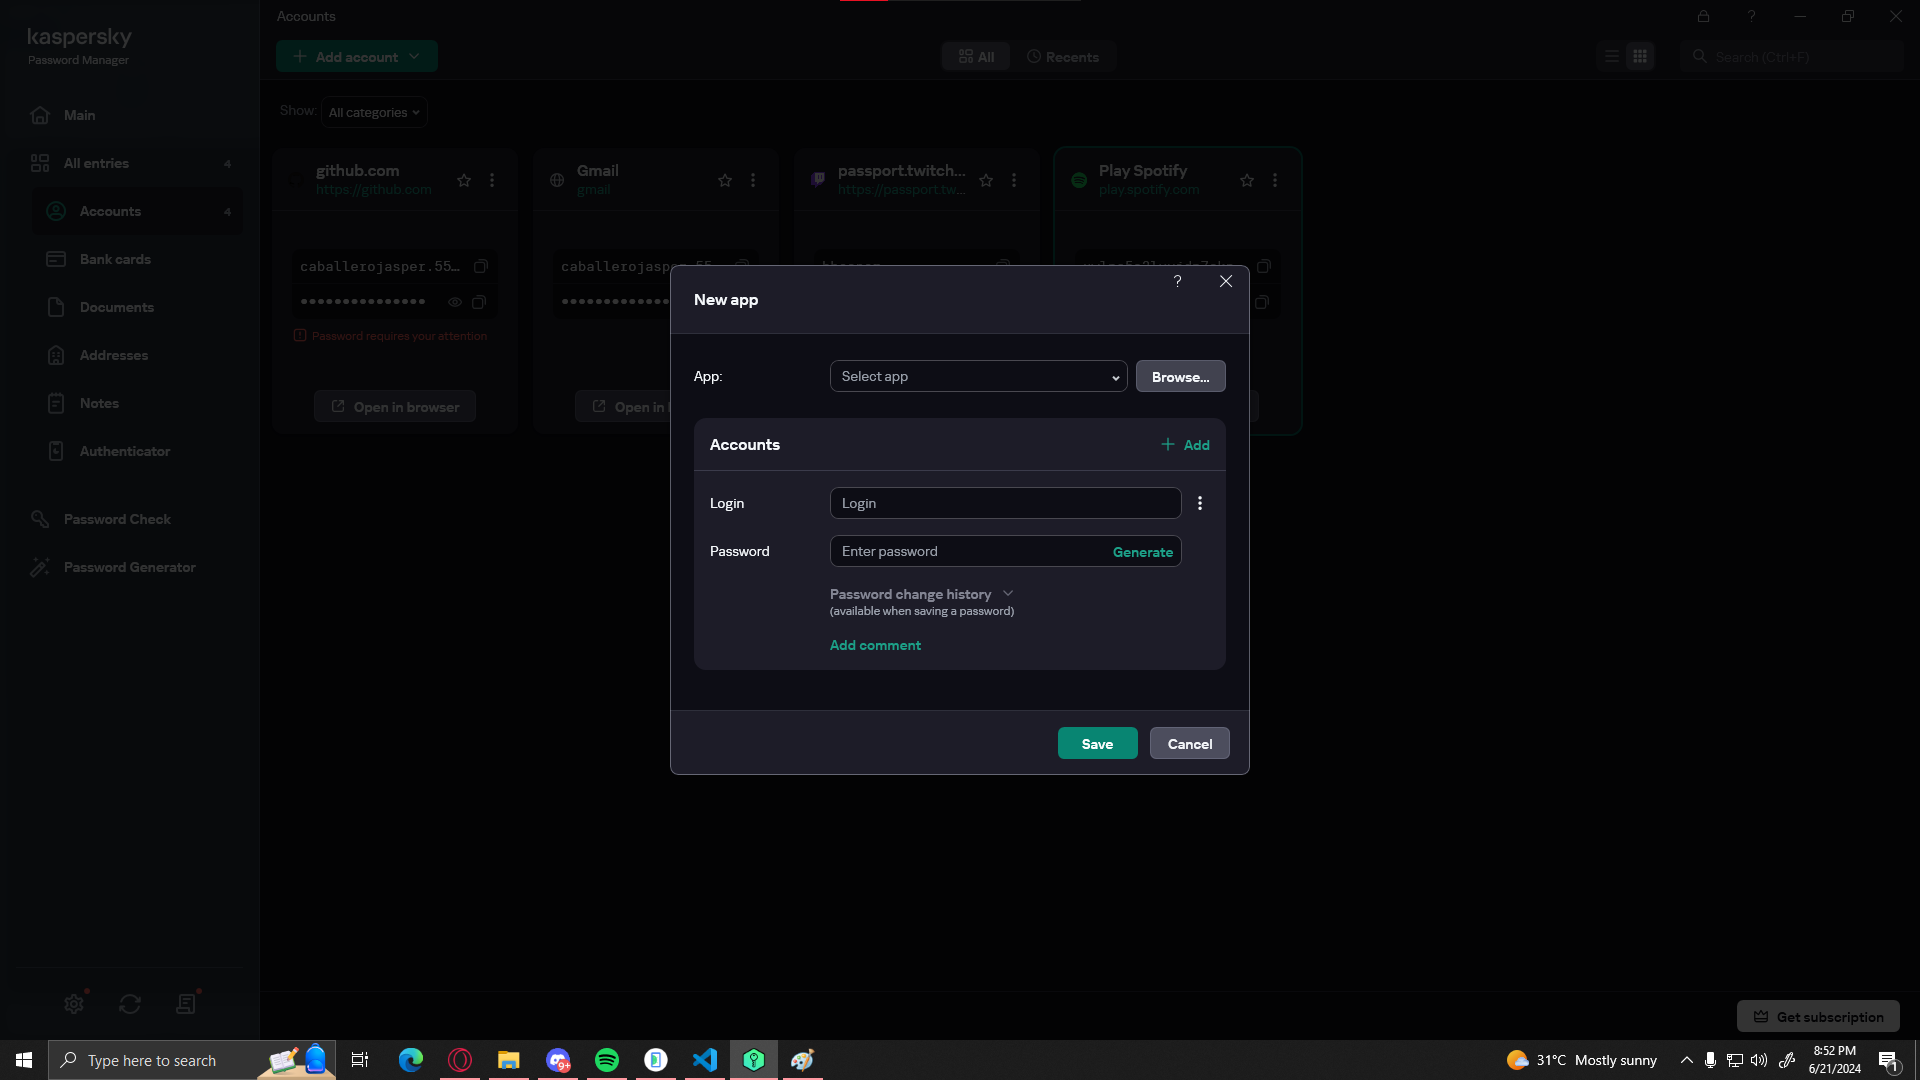 Accounts
kaspersky
Password Manager
Add account
All
Recents
Search (Ctrl+F)
Main
Show:
All categories
All entries
4
Accounts
4
Bank cards
Documents
Addresses
Notes
Authenticator
Password Check
Password Generator
github.com
https://github.com
caballerojasper.55...
Password requires your attention
Open in browser
Gmail
gmail
passport.twitch...
https://passport.tw...
Play Spotify
play.spotify.com
New app
?
App:
Select app
Browse...
Accounts
Add
Login
Login
Password
Enter password
Generate
Password change history
(available when saving a password)
Add comment
Save
Cancel
Get subscription
Type here to search
9+
31°C Mostly sunny
8:52 PM
6/21/2024
1